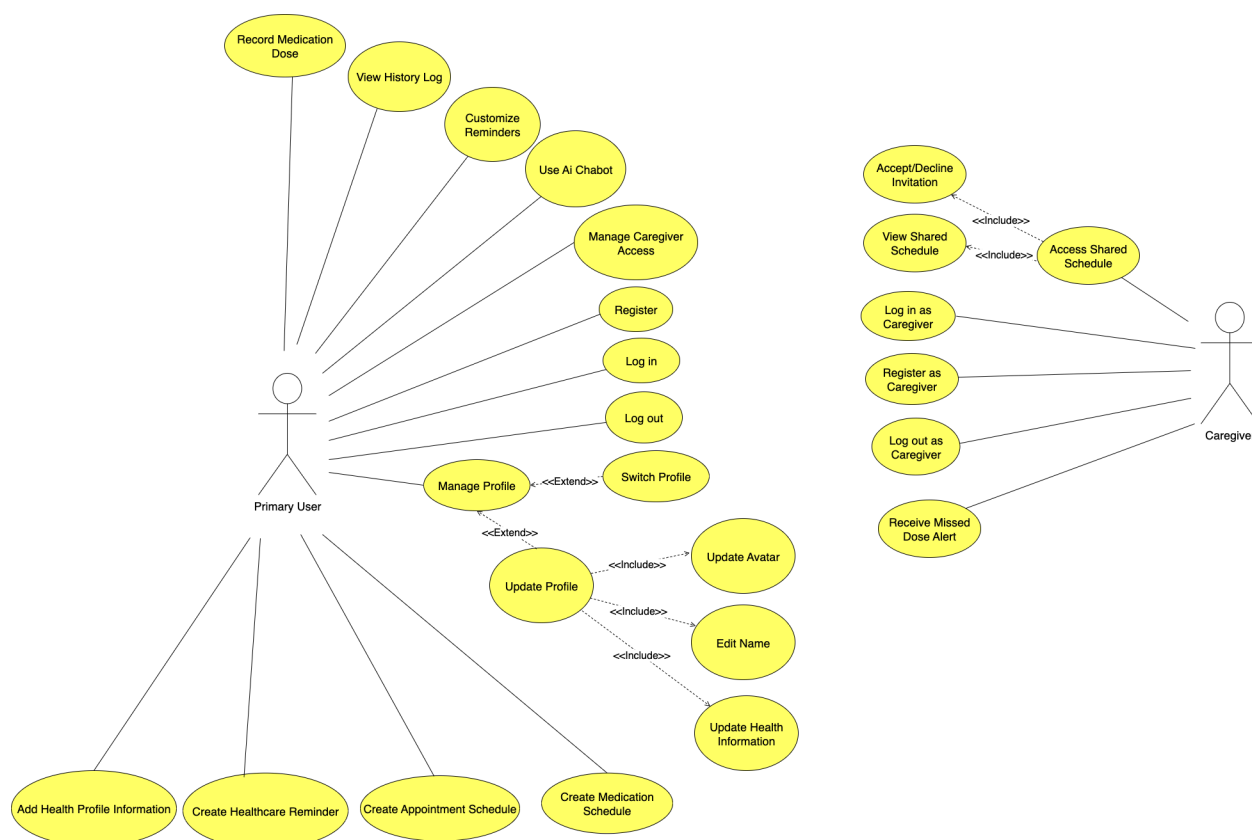 Record Medication
Dose
View History Log
Customize
Reminders
Use Ai Chabot
Manage Caregiver
Access
Register
Log in
Log out
Manage Profile
<<Extend>>
Switch Profile
Primary User
<<Extend>>
Update Profile
<<Include>>
Update Avatar
<<Include>>
Edit Name
<<Include>>
Update Health
Information
Add Health Profile Information
Create Healthcare Reminder
Create Appointment Schedule
Create Medication
Schedule
Accept/Decline
Invitation
<<Include>>
View Shared
Schedule
<<Include>>
Access Shared
Schedule
Log in as
Caregiver
Register as
Caregiver
Log out as
Caregiver
Receive Missed
Dose Alert
Caregive